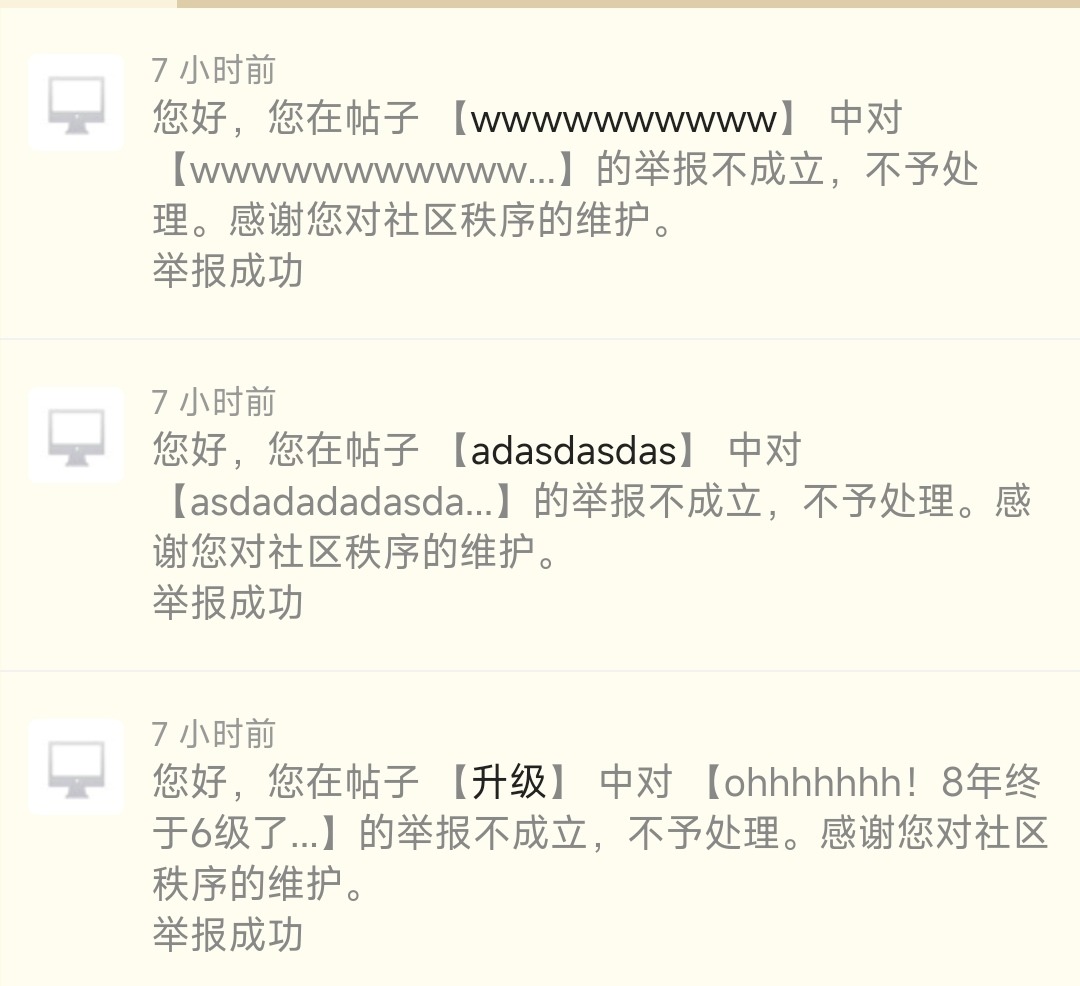 7 小时前
您好，您在帖子 【wwwwwwwwww】 中对
【wwwwwwwwwww...】的举报不成立，不予处
理。感谢您对社区秩序的维护。
举报成功
7 小时前
您好，您在帖子 【adasdasdas】 中对
【asdadadadasda...】的举报不成立，不予处理。感
谢您对社区秩序的维护。
举报成功
7 小时前
您好，您在帖子 【升级】 中对 【ohhhhhhh！8年终
于6级了...】的举报不成立，不予处理。感谢您对社区
秩序的维护。
举报成功